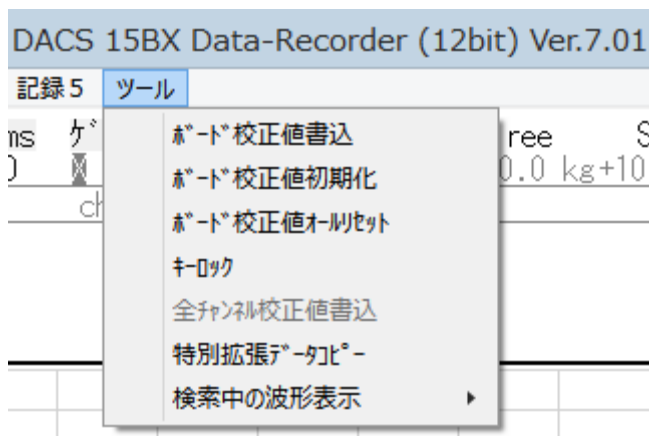 DACS 15BX Data-Recorder (12bit) Ver.7.01
記録5 ツール
ms ｹﾞ ree S
0.0 kg+10
ch
ﾎﾞｰﾄﾞ校正値書込
ﾎﾞｰﾄﾞ校正値初期化
ﾎﾞｰﾄﾞ校正値ｵｰﾙﾘｾｯﾄ
ｷｰﾛｯｸ
全ﾁｬﾝﾈﾙ校正値書込
特別拡張ﾃﾞｰﾀｺﾋﾟｰ
検索中の波形表示